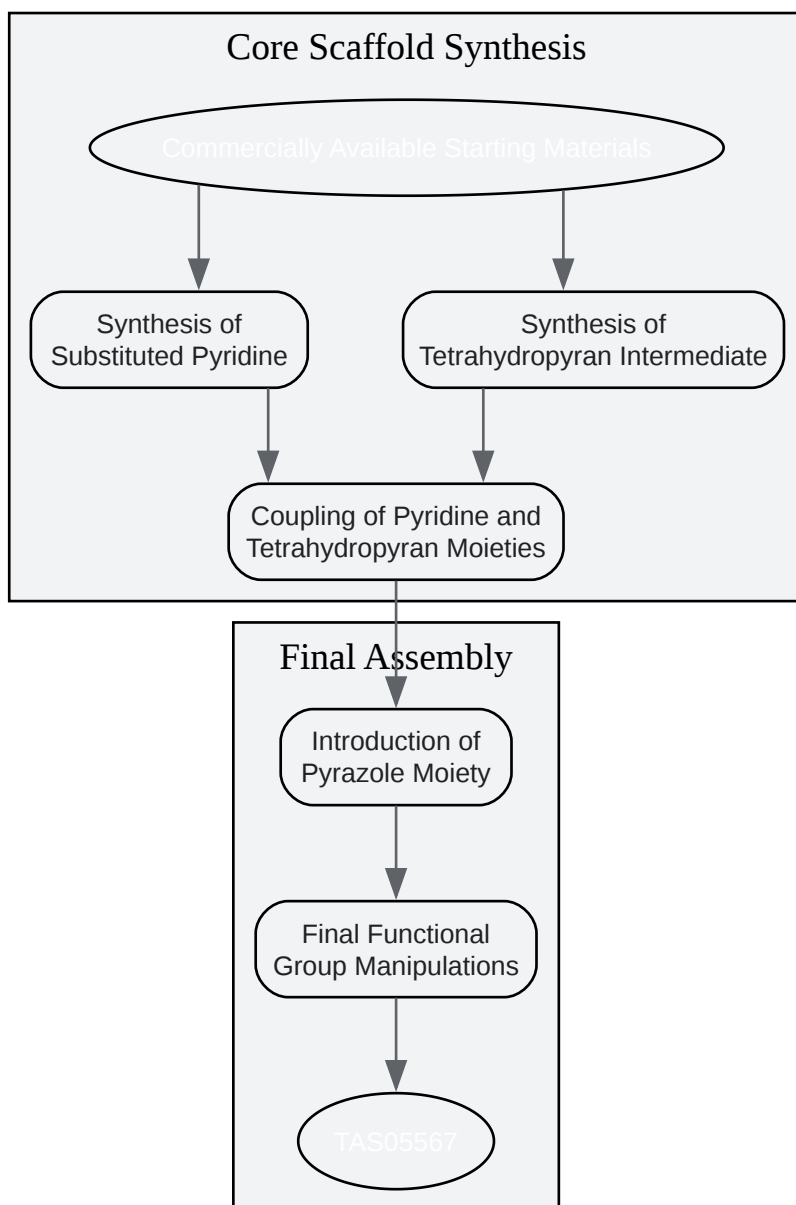 Core Scaffold Synthesis
Commercially Available Starting Materials
Synthesis of
Substituted Pyridine
Synthesis of
Tetrahydropyran Intermediate
Coupling of Pyridine and
Tetrahydropyran Moieties
Final Assembly
Introduction of
Pyrazole Moiety
Final Functional
Group Manipulations
TAS05567